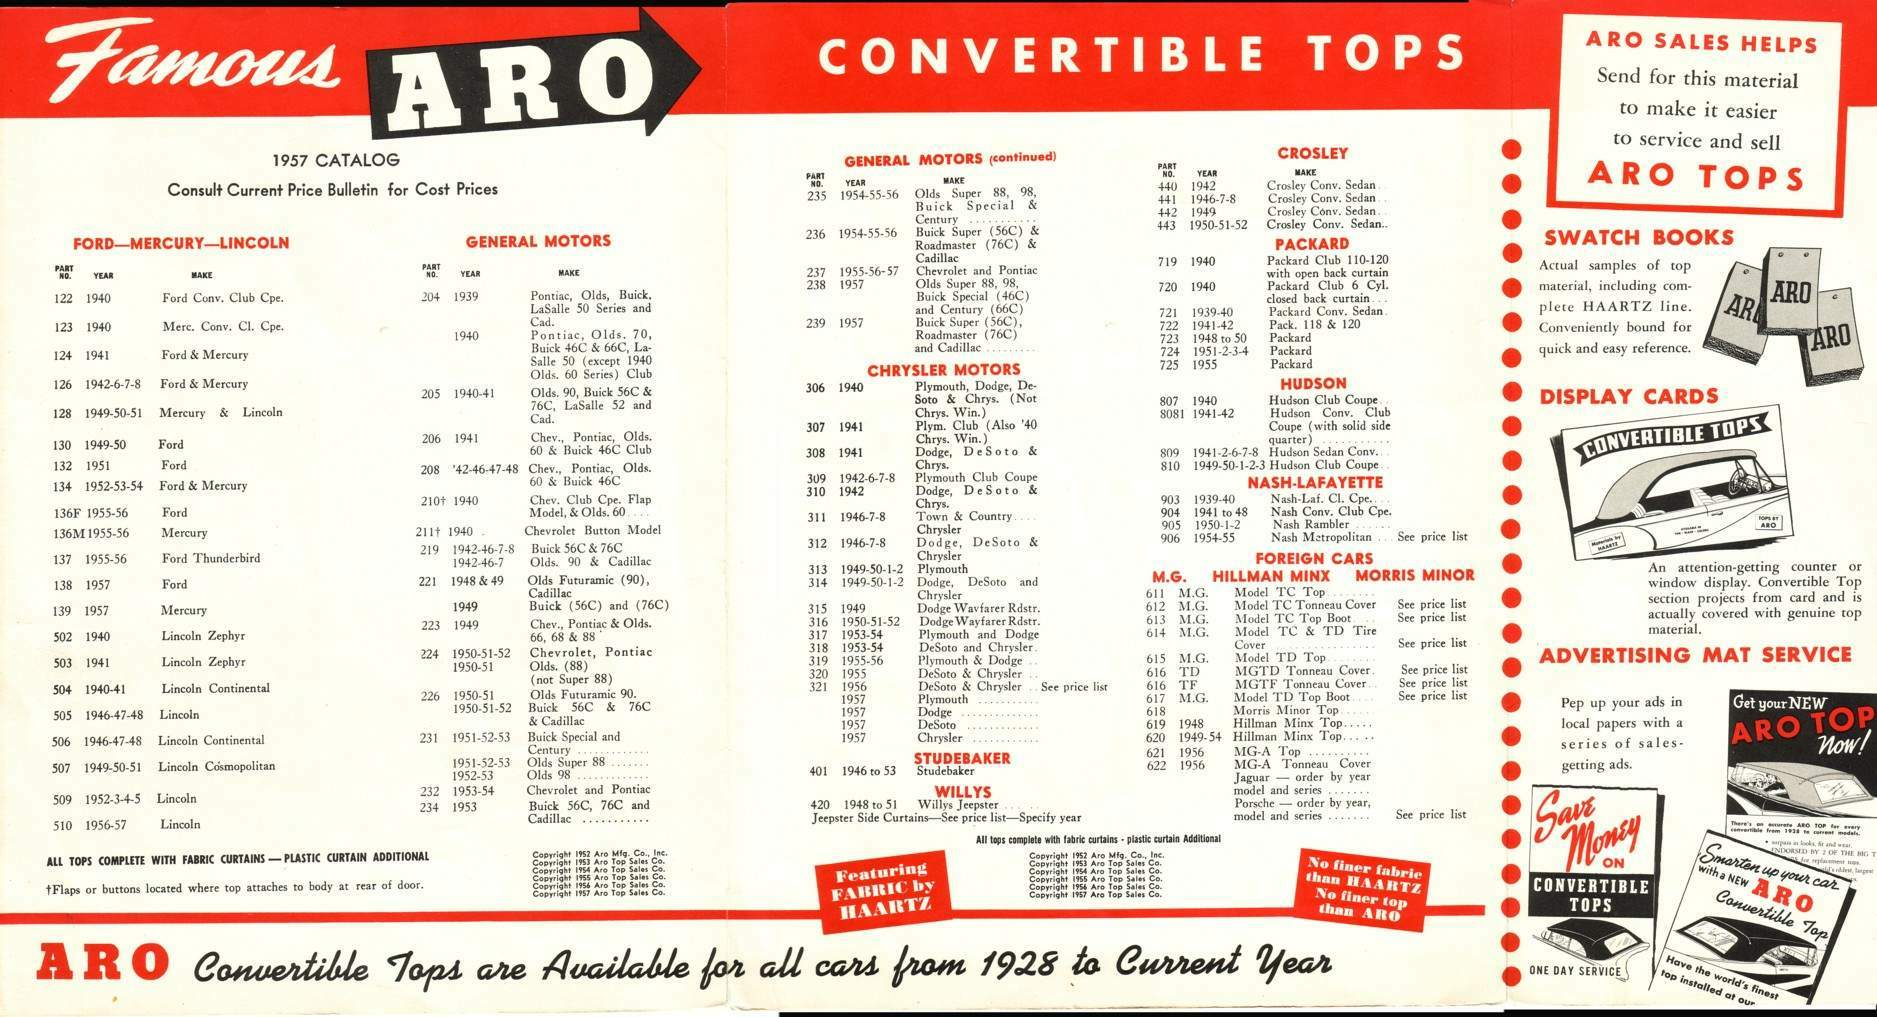 Famous ARO CONVERTIBLE TOPS
1957 CATALOG
Consult Current Price Bulletin for Cost Prices
FORD—MERCURY—LINCOLN
PART NO. YEAR MAKE
122 1940 Ford Conv. Club Cpe.
123 1940 Merc. Conv. Cl. Cpe.
124 1941 Ford & Mercury
126 1942-6-7-8 Ford & Mercury
128 1949-50-51 Mercury & Lincoln
130 1949-50 Ford
132 1951 Ford
134 1952-53-54 Ford & Mercury
136F 1955-56 Ford
136M 1955-56 Mercury
137 1955-56 Ford Thunderbird
138 1957 Ford
139 1957 Mercury
502 1940 Lincoln Zephyr
503 1941 Lincoln Zephyr
504 1940-41 Lincoln Continental
505 1946-47-48 Lincoln
506 1946-47-48 Lincoln Continental
507 1949-50-51 Lincoln Cosmopolitan
509 1952-3-4-5 Lincoln
510 1956-57 Lincoln
ALL TOPS COMPLETE WITH FABRIC CURTAINS — PLASTIC CURTAIN ADDITIONAL
†Flaps or buttons located where top attaches to body at rear of door.
GENERAL MOTORS
PART NO. YEAR MAKE
204 1939 Pontiac, Olds, Buick,
LaSalle 50 Series and
Cad.
1940 Pontiac, Olds. 70,
Buick 46C & 66C, La-
Salle 50 (except 1940
Olds. 60 Series) Club
205 1940-41 Olds. 90, Buick 56C &
76C, LaSalle 52 and
Cad.
206 1941 Chev., Pontiac, Olds.
60 & Buick 46C Club
208 '42-46-47-48 Chev., Pontiac, Olds.
60 & Buick 46C
210† 1940 Chev. Club Cpe. Flap
Model, & Olds. 60 ....
211† 1940 . Chevrolet Button Model
219 1942-46-7-8 Buick 56C & 76C
1942-46-7 Olds. 90 & Cadillac
221 1948 & 49 Olds Futuramic (90),
Cadillac
1949 Buick (56C) and (76C)
223 1949 Chev., Pontiac & Olds.
66, 68 & 88
224 1950-51-52 Chevrolet, Pontiac
1950-51 Olds. (88)
(not Super 88)
226 1950-51 Olds Futuramic 90.
1950-51-52 Buick 56C & 76C
& Cadillac
231 1951-52-53 Buick Special and
Century ............
1951-52-53 Olds Super 88 .......
1952-53 Olds 98 ............
232 1953-54 Chevrolet and Pontiac
234 1953 Buick 56C, 76C and
Cadillac ...........
Copyright 1952 Aro Mfg. Co., Inc.
Copyright 1953 Aro Top Sales Co.
Copyright 1954 Aro Top Sales Co.
Copyright 1955 Aro Top Sales Co.
Copyright 1956 Aro Top Sales Co.
Copyright 1957 Aro Top Sales Co.
GENERAL MOTORS (continued)
PART NO. YEAR MAKE
235 1954-55-56 Olds Super 88, 98,
Buick Special &
Century ...........
236 1954-55-56 Buick Super (56C) &
Roadmaster (76C) &
Cadillac
237 1955-56-57 Chevrolet and Pontiac
238 1957 Olds Super 88, 98,
Buick Special (46C)
and Century (66C)
239 1957 Buick Super (56C),
Roadmaster (76C)
and Cadillac ........
CHRYSLER MOTORS
306 1940 Plymouth, Dodge, De-
Soto & Chrys. (Not
Chrys. Win.)
307 1941 Plym. Club (Also '40
Chrys. Win.)
308 1941 Dodge, DeSoto &
Chrys.
309 1942-6-7-8 Plymouth Club Coupe
310 1942 Dodge, DeSoto &
Chrys.
311 1946-7-8 Town & Country....
Chrysler
312 1946-7-8 Dodge, DeSoto &
Chrysler
313 1949-50-1-2 Plymouth
314 1949-50-1-2 Dodge, DeSoto and
Chrysler
315 1949 Dodge Wayfarer Rdstr.
316 1950-51-52 Dodge Wayfarer Rdstr.
317 1953-54 Plymouth and Dodge
318 1953-54 DeSoto and Chrysler.
319 1955-56 Plymouth & Dodge ..
320 1955 DeSoto & Chrysler ..
321 1956 DeSoto & Chrysler .. See price list
1957 Plymouth ...........
1957 Dodge .............
1957 DeSoto ............
1957 Chrysler ...........
STUDEBAKER
401 1946 to 53 Studebaker
WILLYS
420 1948 to 51 Willys Jeepster ....
Jeepster Side Curtains—See price list—Specify year
CROSLEY
PART NO. YEAR MAKE
440 1942 Crosley Conv. Sedan..
441 1946-7-8 Crosley Conv. Sedan..
442 1949 Crosley Conv. Sedan..
443 1950-51-52 Crosley Conv. Sedan..
PACKARD
719 1940 Packard Club 110-120
with open back curtain
720 1940 Packard Club 6 Cyl.
closed back curtain...
721 1939-40 Packard Conv. Sedan.
722 1941-42 Pack. 118 & 120
723 1948 to 50 Packard
724 1951-2-3-4 Packard
725 1955 Packard
HUDSON
807 1940 Hudson Club Coupe..
8081 1941-42 Hudson Conv. Club
Coupe (with solid side
quarter) ...........
809 1941-2-6-7-8 Hudson Sedan Conv...
810 1949-50-1-2-3 Hudson Club Coupe..
NASH-LAFAYETTE
903 1939-40 Nash-Laf. Cl. Cpe....
904 1941 to 48 Nash Conv. Club Cpe.
905 1950-1-2 Nash Rambler ......
906 1954-55 Nash Metropolitan ... See price list
FOREIGN CARS
M.G. HILLMAN MINX MORRIS MINOR
611 M.G. Model TC Top........
612 M.G. Model TC Tonneau Cover See price list
613 M.G. Model TC Top Boot .. See price list
614 M.G. Model TC & TD Tire
Cover .............. See price list
615 M.G. Model TD Top........
616 TD MGTD Tonneau Cover. See price list
616 TF MGTF Tonneau Cover.. See price list
617 M.G. Model TD Top Boot... See price list
618 Morris Minor Top .....
619 1948 Hillman Minx Top.....
620 1949-54 Hillman Minx Top.....
621 1956 MG-A Top ..........
622 1956 MG-A Tonneau Cover
Jaguar — order by year
model and series .......
Porsche — order by year,
model and series ....... See price list
All tops complete with fabric curtains - plastic curtain Additional
Copyright 1952 Aro Mfg. Co., Inc.
Copyright 1953 Aro Top Sales Co.
Copyright 1954 Aro Top Sales Co.
Copyright 1955 Aro Top Sales Co.
Copyright 1956 Aro Top Sales Co.
Copyright 1957 Aro Top Sales Co.
Featuring
FABRIC by
HAARTZ
No finer fabric
than HAARTZ
No finer top
than ARO
ARO Convertible Tops are Available for all cars from 1928 to Current Year
ARO SALES HELPS
Send for this material
to make it easier
to service and sell
ARO TOPS
SWATCH BOOKS
Actual samples of top
material, including com-
plete HAARTZ line.
Conveniently bound for
quick and easy reference.
ARO
ARO
ARO
DISPLAY CARDS
CONVERTIBLE TOPS
Materials by
HAARTZ
TOPS BY
ARO
An attention-getting counter or
window display. Convertible Top
section projects from card and is
actually covered with genuine top
material.
ADVERTISING MAT SERVICE
Pep up your ads in
local papers with a
series of sales-
getting ads.
Get your NEW
ARO TOP
Now!
There's an accurate ARO TOP for every
convertible from 1928 to current models.
ENDORSED BY 2 OF THE BIG
for replacement tops.
Save
Money
ON
CONVERTIBLE
TOPS
ONE DAY SERVICE
Smarten up your car
with a NEW ARO
Convertible Top
Have the world's finest
top installed at our